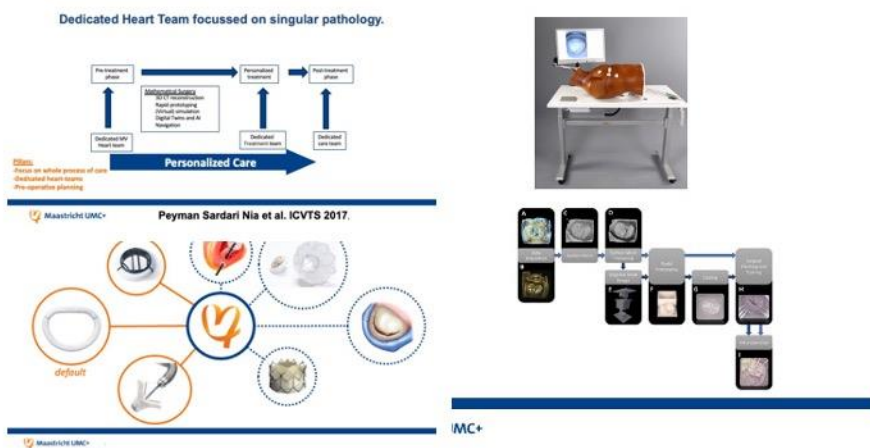 Dedicated Heart Team focussed on singular pathology.
Pre-treatment
phase
Personalized
treatment
Post-treatment
phase
Mathematical Surgery
3D CT reconstruction
Rapid prototyping
(Virtual) simulation
Digital Twins and AI
Navigation
Dedicated MV
Heart team
Dedicated
Treatment team
Dedicated
care team
Personalized Care
Pillars:
-Focus on whole process of care
-Dedicated heart-teams
-Pre-operative planning
Maastricht UMC+
Peyman Sardari Nia et al. ICVTS 2017.
default
Maastricht UMC+
A
C
D
B
E
F
G
Casting
UMC+